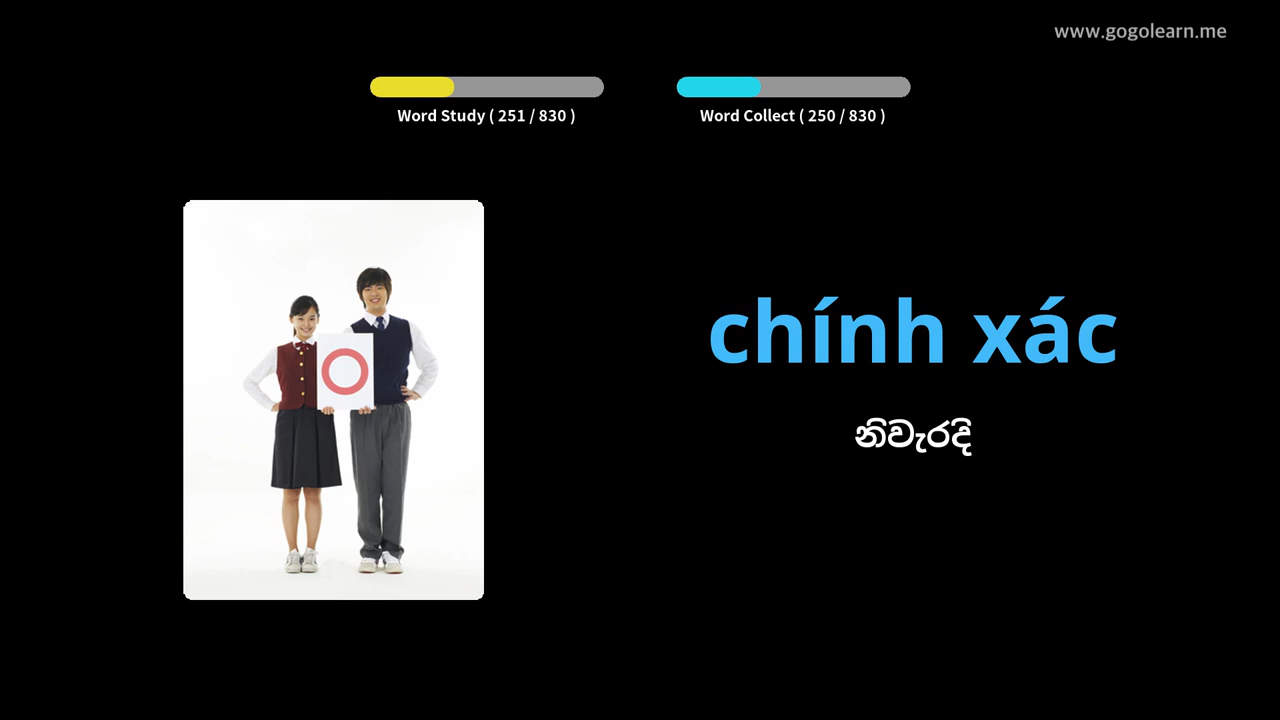 www.gogolearn.me
Word Study ( 251 / 830 )
Word Collect ( 250 / 830 )
chính xác
නිවැරදි